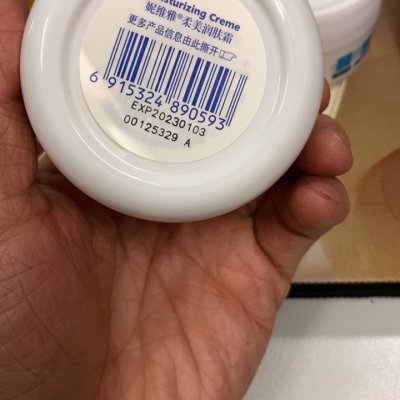 Moisturizing Creme
妮维雅®柔美润肤霜
更多产品信息由此撕开
6 915324 890593
EXP20230103
00125329 A